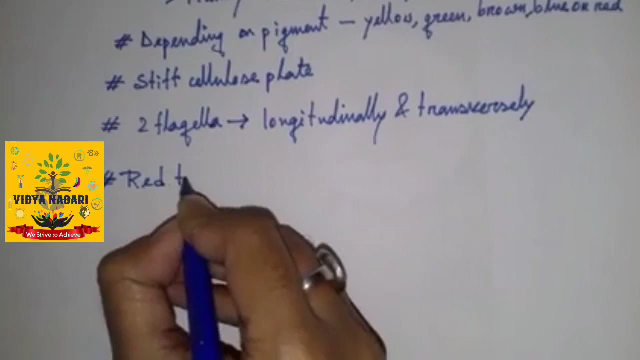 # Depending on pigment – yellow, green, brown, blue or red
# Stiff cellulose plate
# 2 flagella → longitudinally & transversely
# Red t
VIDYA NAGARI
We Strive to Achieve